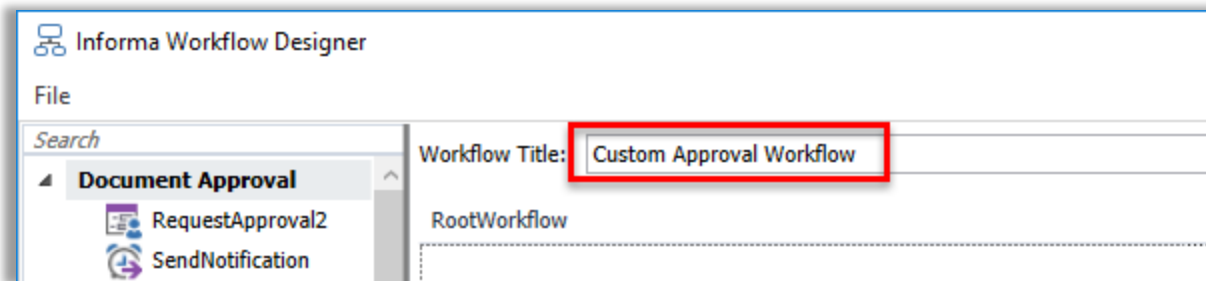 Informa Workflow Designer
File
Search
Workflow Title: Custom Approval Workflow
Document Approval
RequestApproval2
RootWorkflow
SendNotification